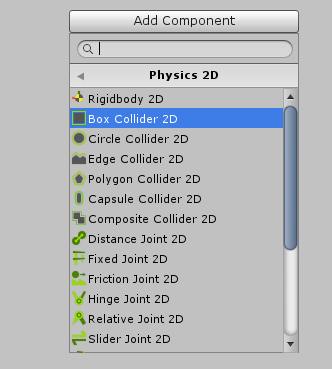 Add Component
Physics 2D
Rigidbody 2D
Box Collider 2D
Circle Collider 2D
Edge Collider 2D
Polygon Collider 2D
Capsule Collider 2D
Composite Collider 2D
Distance Joint 2D
Fixed Joint 2D
Friction Joint 2D
Hinge Joint 2D
Relative Joint 2D
Slider Joint 2D